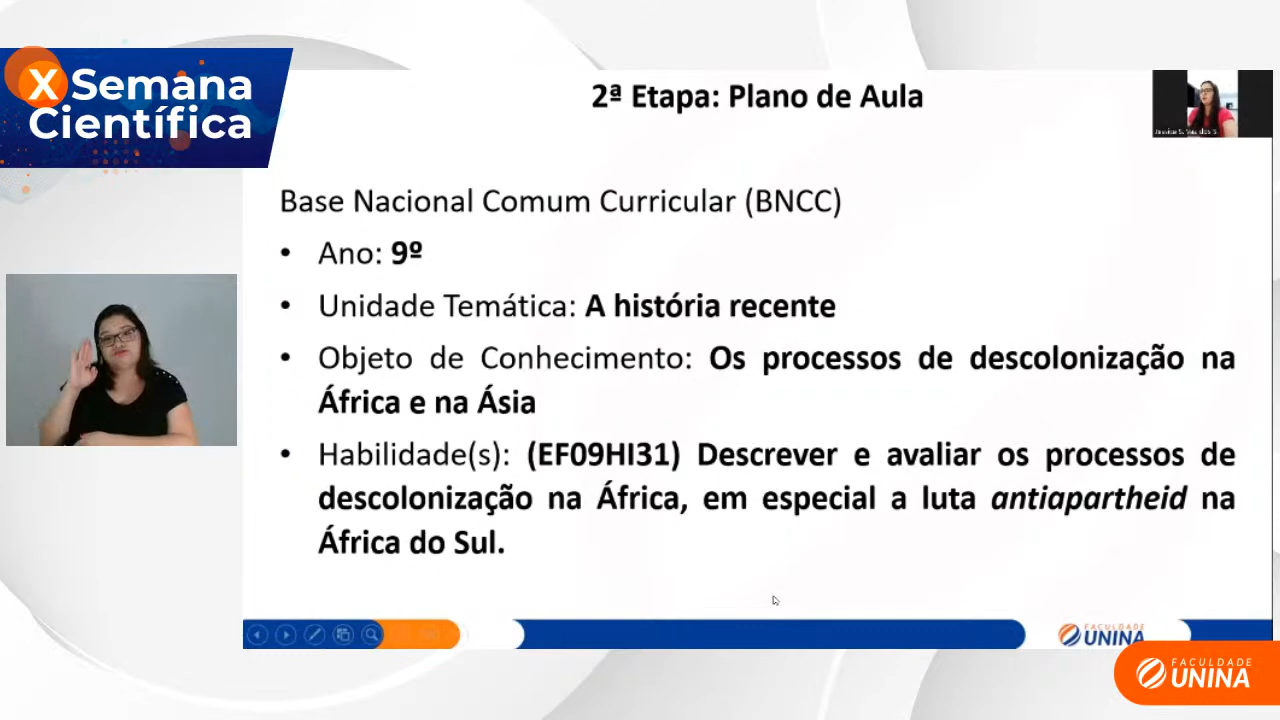 X Semana
Científica
2ª Etapa: Plano de Aula
Base Nacional Comum Curricular (BNCC)
• Ano: 9º
• Unidade Temática: A história recente
• Objeto de Conhecimento: Os processos de descolonização na
África e na Ásia
• Habilidade(s): (EF09HI31) Descrever e avaliar os processos de
descolonização na África, em especial a luta antiapartheid na
África do Sul.
FACULDADE
UNINA
FACULDADE
UNINA